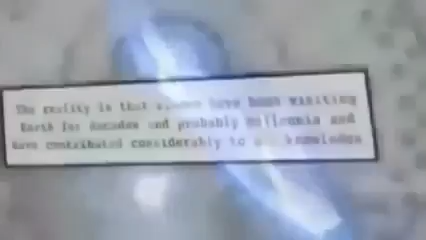 The reality is that have been visiting
Earth for decades and probably millennia and
have contributed considerably to knowledge